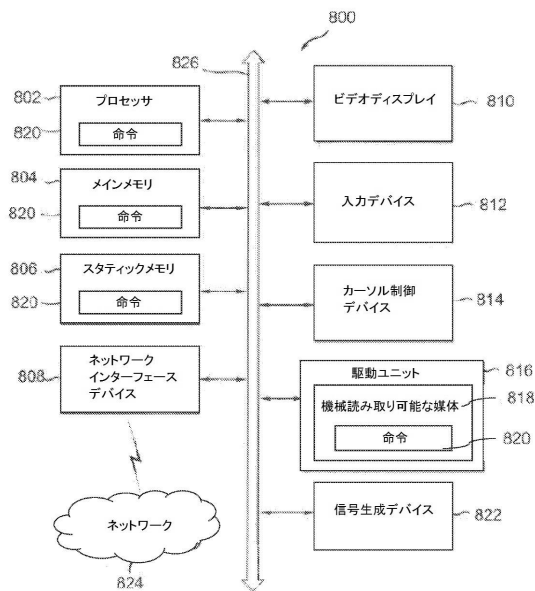 800
826
802
プロセッサ
820
命令
804
メインメモリ
820
命令
806
スタティックメモリ
820
命令
808
ネットワーク
インターフェース
デバイス
ネットワーク
824
ビデオディスプレイ
810
入力デバイス
812
カーソル制御
デバイス
814
駆動ユニット
816
機械読み取り可能な媒体
818
命令
820
信号生成デバイス
822